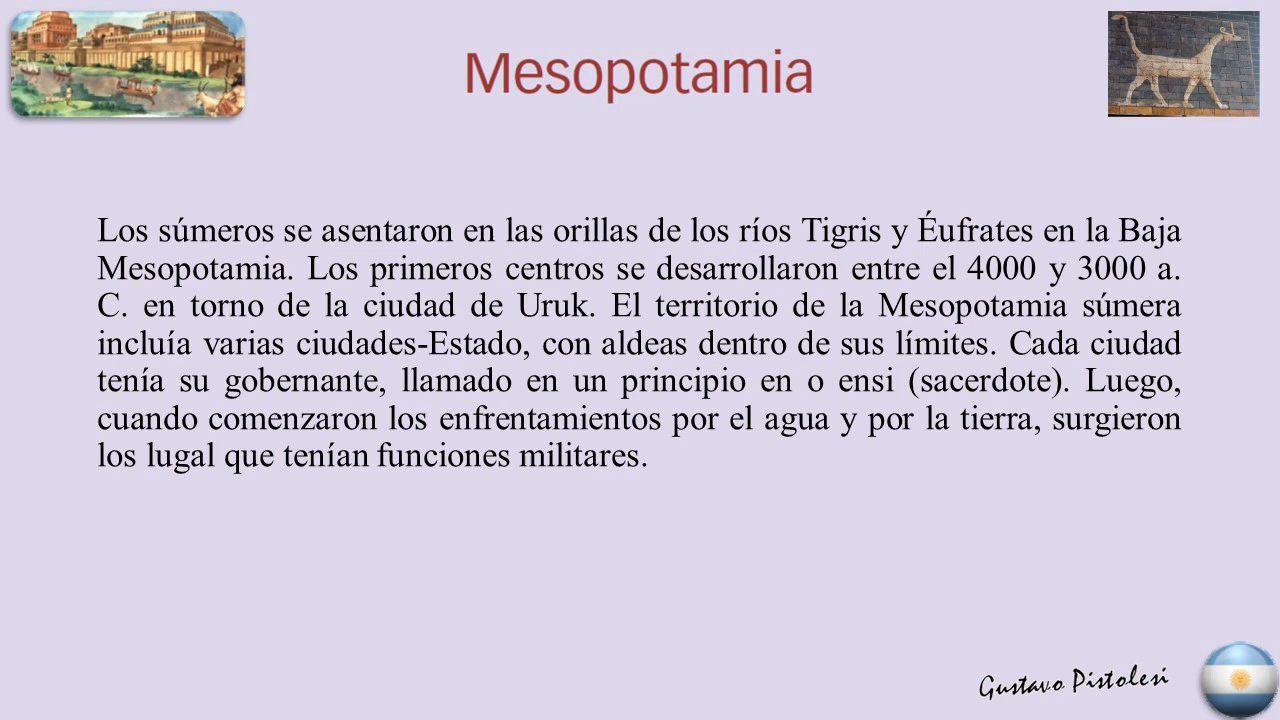 Mesopotamia
Los súmeros se asentaron en las orillas de los ríos Tigris y Éufrates en la Baja
Mesopotamia. Los primeros centros se desarrollaron entre el 4000 y 3000 a.
C. en torno de la ciudad de Uruk. El territorio de la Mesopotamia súmera
incluía varias ciudades-Estado, con aldeas dentro de sus límites. Cada ciudad
tenía su gobernante, llamado en un principio en o ensi (sacerdote). Luego,
cuando comenzaron los enfrentamientos por el agua y por la tierra, surgieron
los lugal que tenían funciones militares.
Gustavo Pistolesi